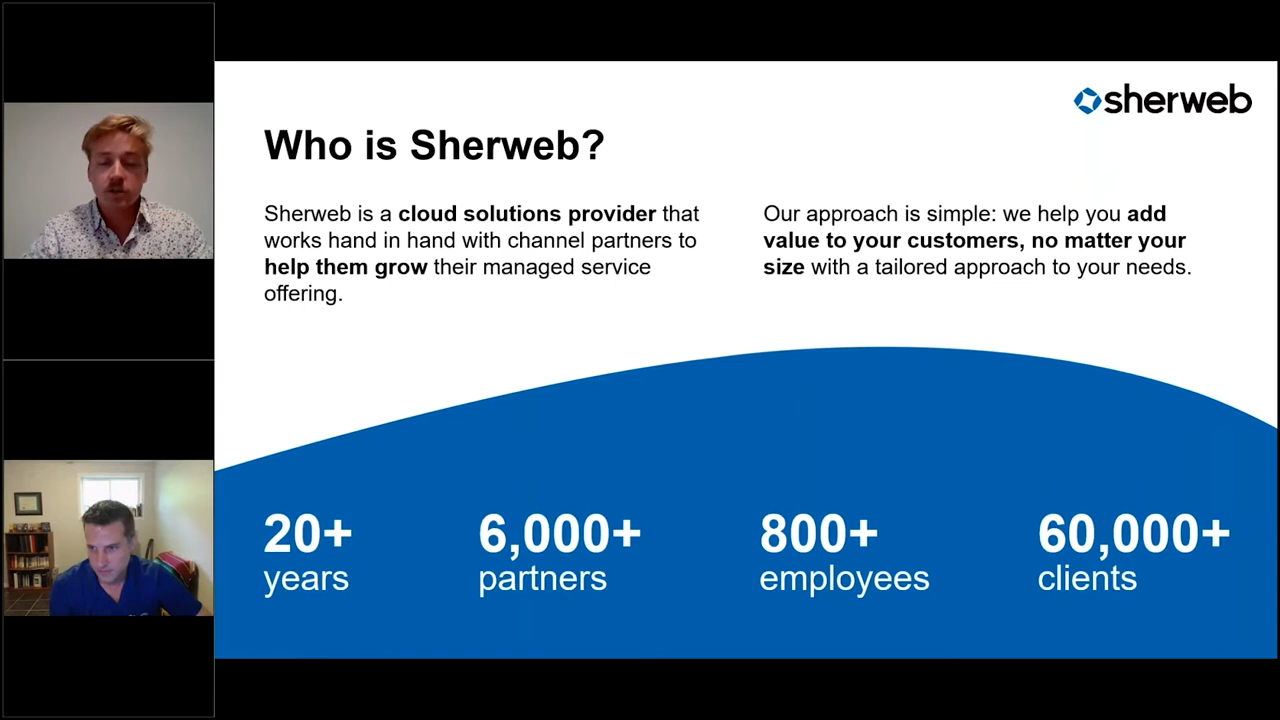 sherweb
Who is Sherweb?
Sherweb is a cloud solutions provider that
works hand in hand with channel partners to
help them grow their managed service
offering.
Our approach is simple: we help you add
value to your customers, no matter your
size with a tailored approach to your needs.
20+
years
6,000+
partners
800+
employees
60,000+
clients